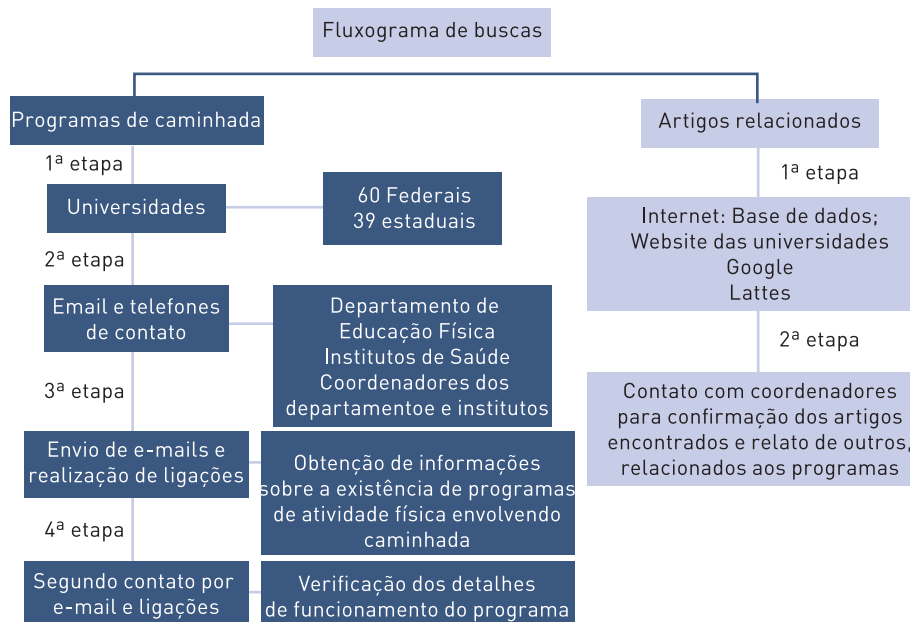 Fluxograma de buscas
Programas de caminhada
1ª etapa
Universidades
60 Federais
39 estaduais
2ª etapa
Email e telefones
de contato
Departamento de
Educação Física
Institutos de Saúde
Coordenadores dos
departamentoe e institutos
3ª etapa
Envio de e-mails e
realização de ligações
Obtenção de informações
sobre a existência de programas
de atividade física envolvendo
caminhada
4ª etapa
Segundo contato por
e-mail e ligações
Verificação dos detalhes
de funcionamento do programa
Artigos relacionados
1ª etapa
Internet: Base de dados;
Website das universidades
Google
Lattes
2ª etapa
Contato com coordenadores
para confirmação dos artigos
encontrados e relato de outros,
relacionados aos programas